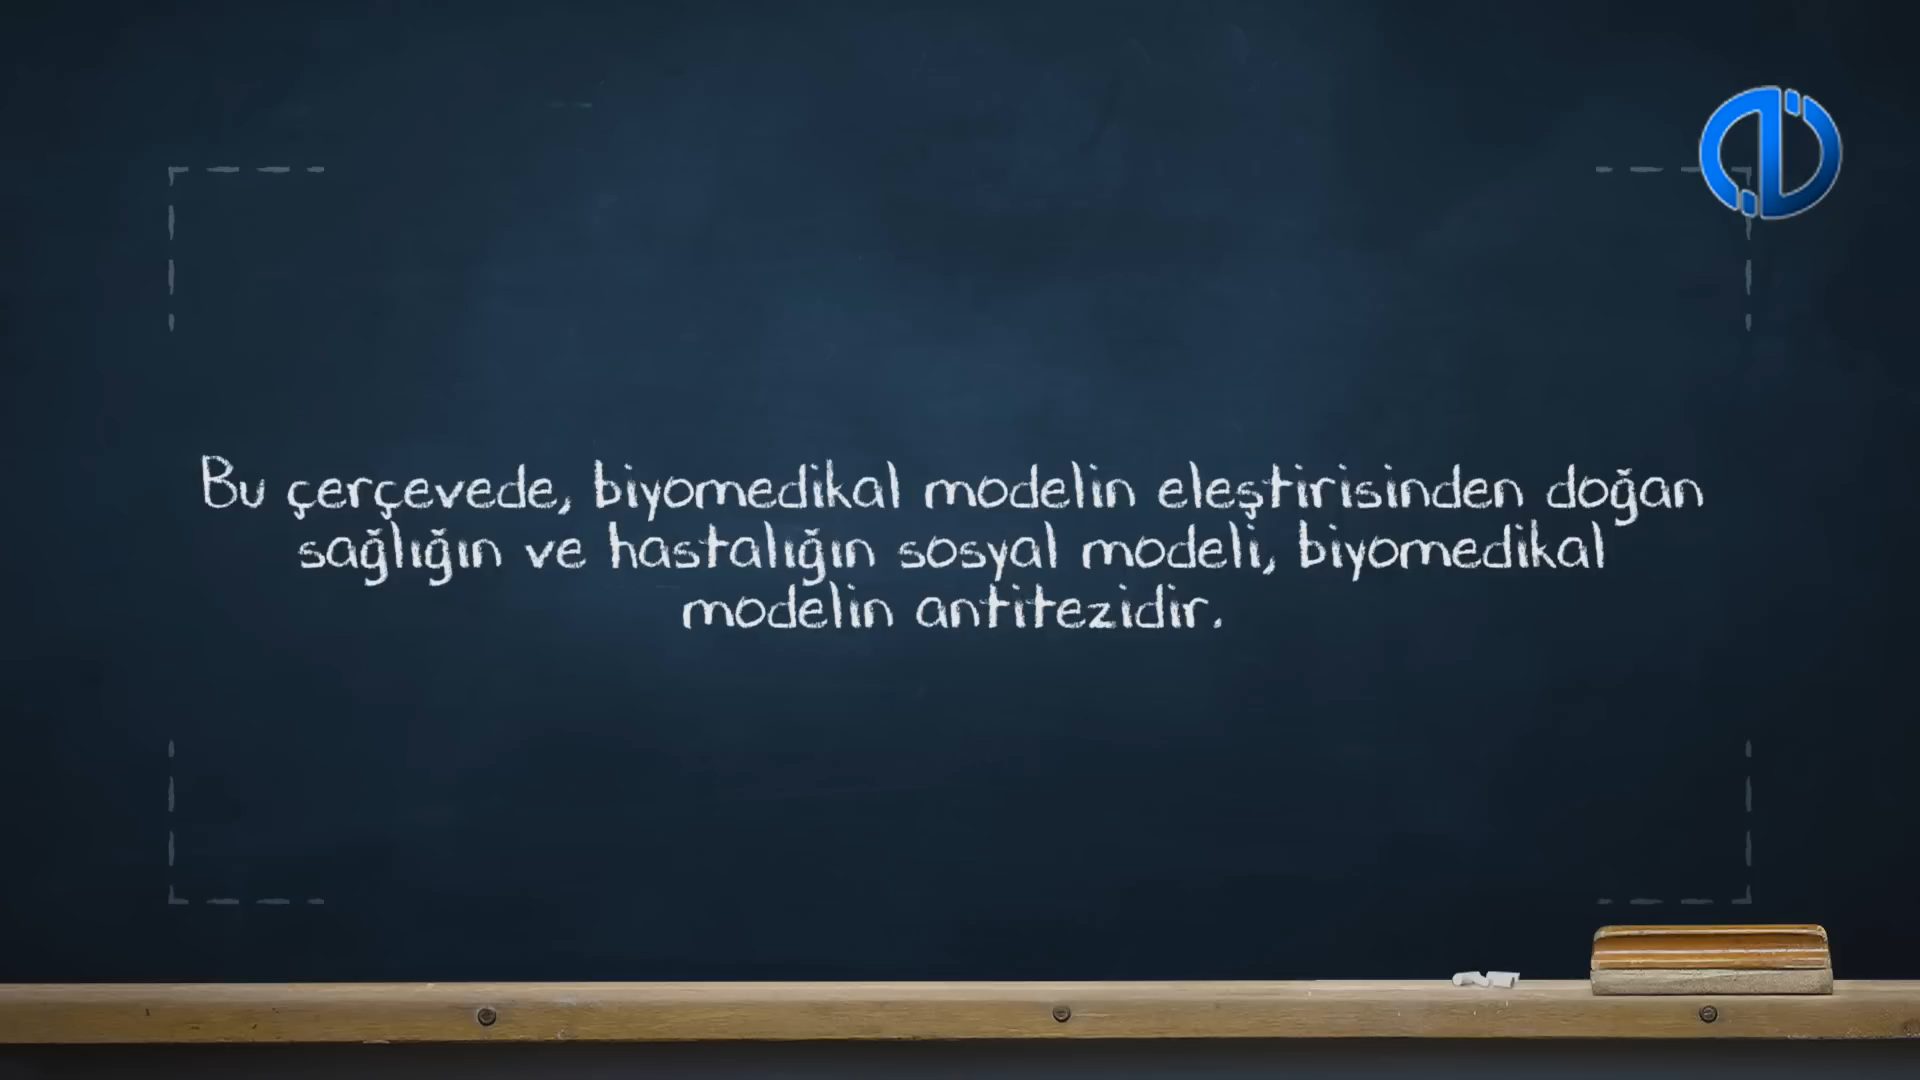 Bu çerçevede, biyomedikal modelin eleştirisinden doğan
sağlığın ve hastalığın sosyal modeli, biyomedikal
modelin antitezidir.